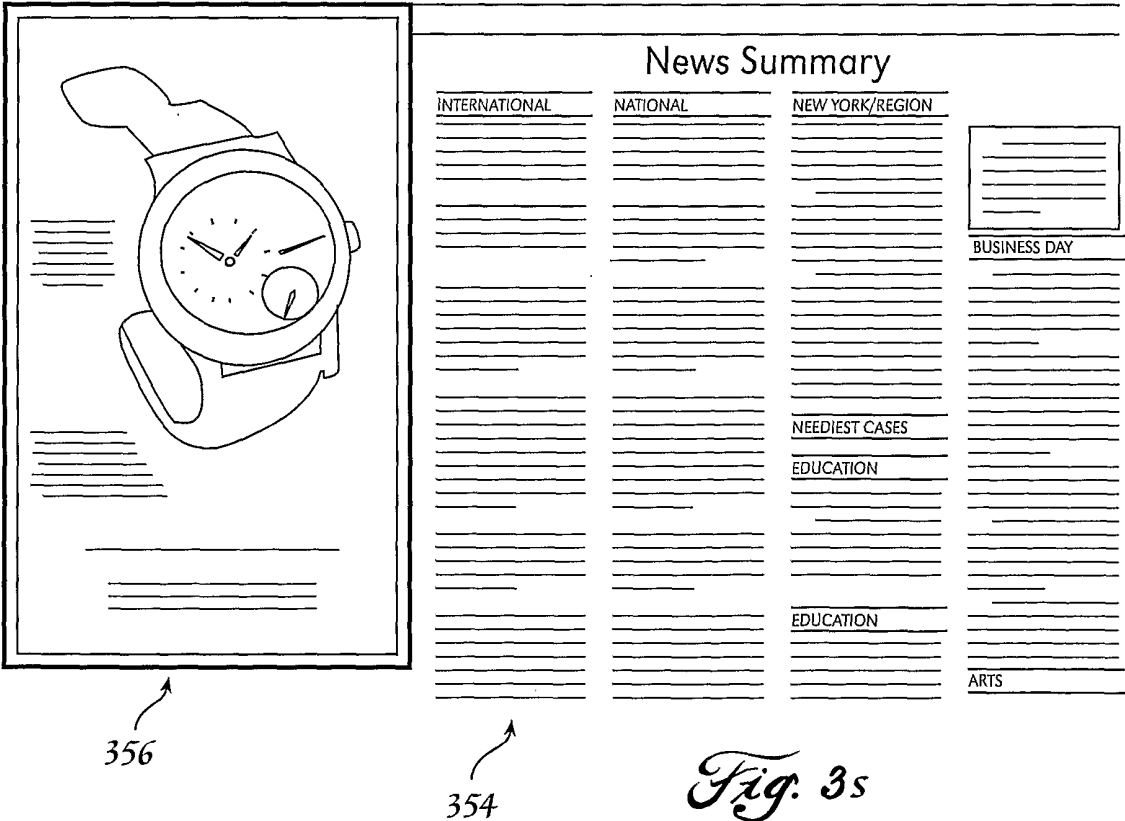 News Summary
INTERNATIONAL
NATIONAL
NEW YORK/REGION
NEEDIEST CASES
EDUCATION
EDUCATION
BUSINESS DAY
ARTS
356
354
Fig. 3s